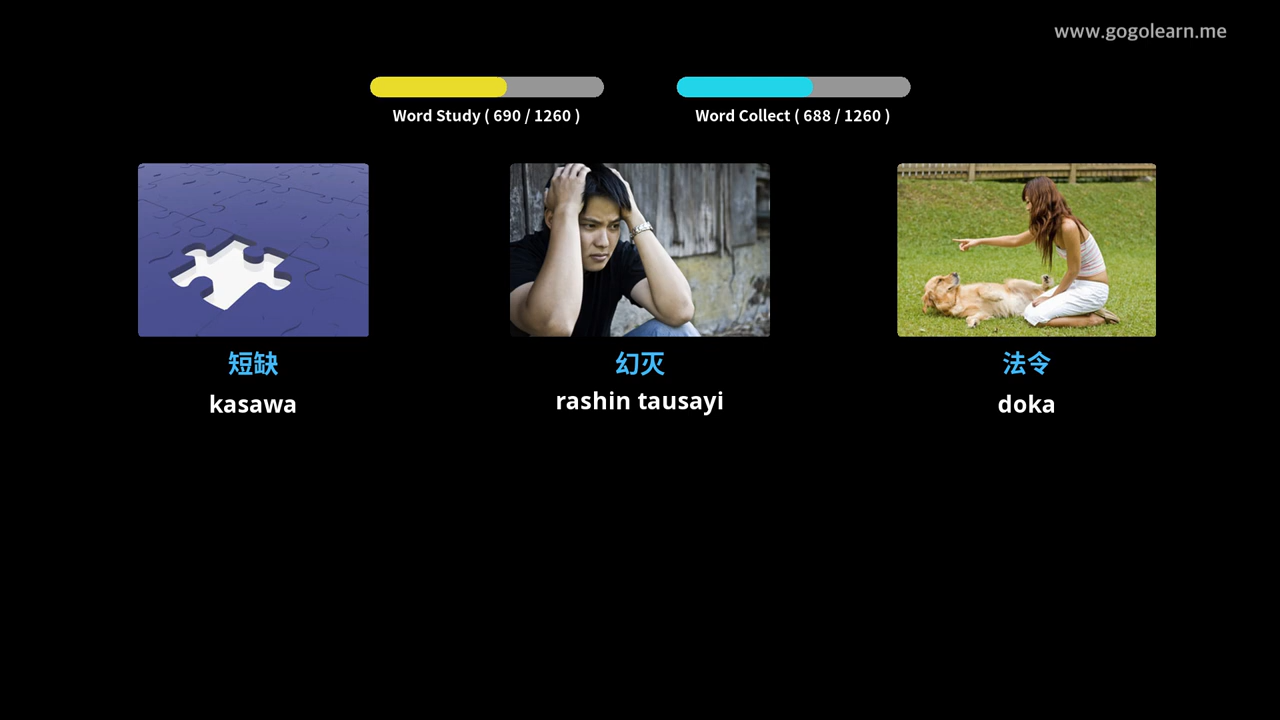 www.gogolearn.me
Word Study ( 690 / 1260 )
Word Collect ( 688 / 1260 )
短缺
kasawa
幻灭
rashin tausayi
法令
doka